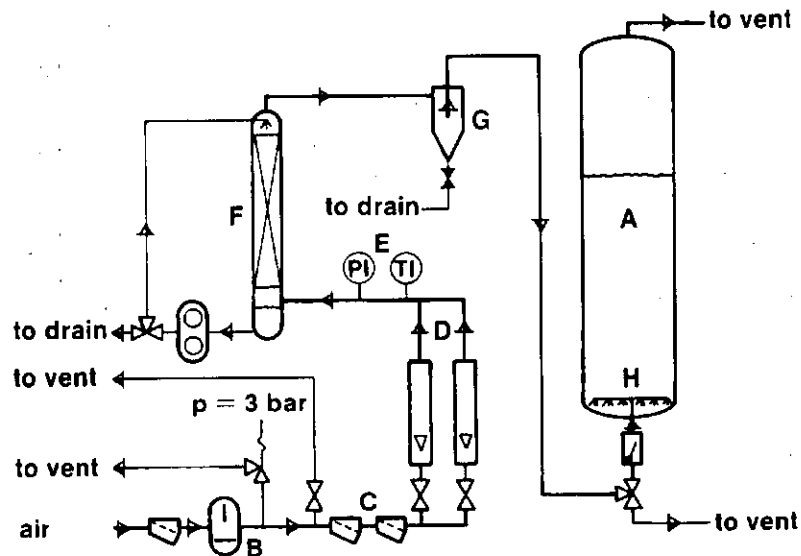 to vent
G
to drain
F
E
PI TI
A
to drain
D
to vent
p = 3 bar
H
to vent
C
air
B
to vent